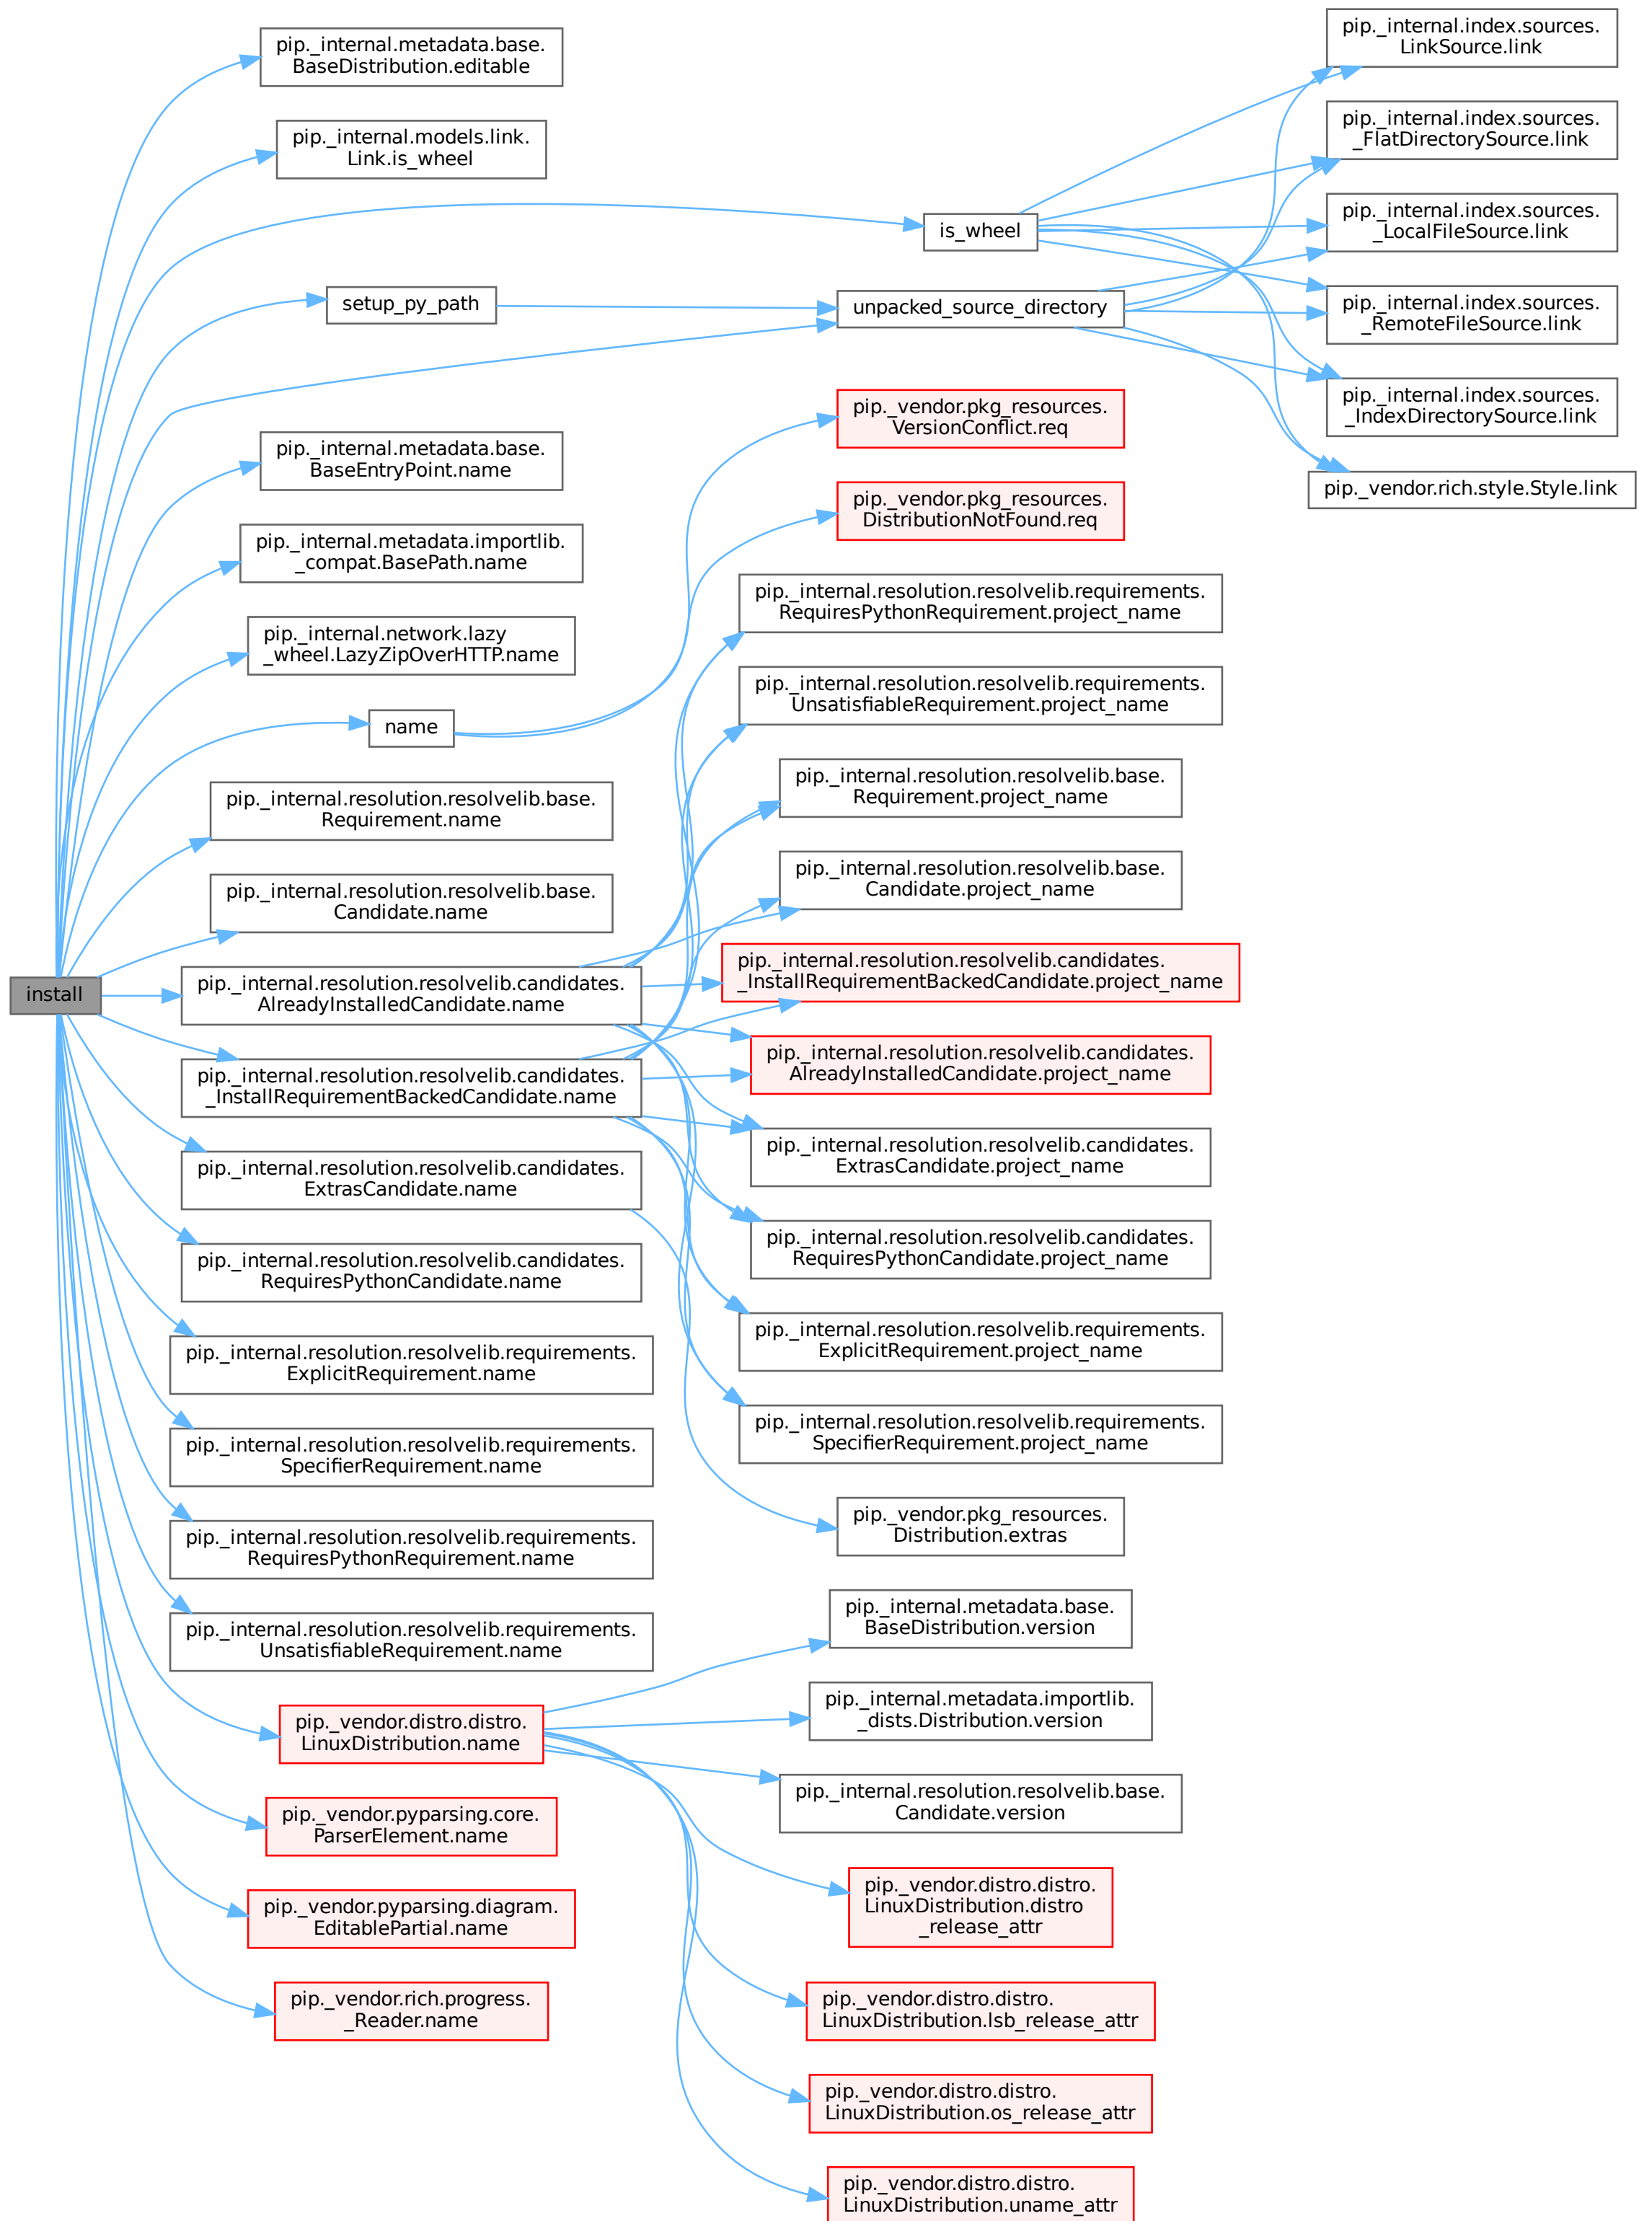 install
pip._internal.metadata.base.
BaseDistribution.editable
pip._internal.models.link.
Link.is_wheel
is_wheel
setup_py_path
unpacked_source_directory
pip._internal.metadata.base.
BaseEntryPoint.name
pip._internal.metadata.importlib.
_compat.BasePath.name
pip._internal.network.lazy
_wheel.LazyZipOverHTTP.name
name
pip._internal.resolution.resolvelib.base.
Requirement.name
pip._internal.resolution.resolvelib.base.
Candidate.name
pip._internal.resolution.resolvelib.candidates.
AlreadyInstalledCandidate.name
pip._internal.resolution.resolvelib.candidates.
_InstallRequirementBackedCandidate.name
pip._internal.resolution.resolvelib.candidates.
ExtrasCandidate.name
pip._internal.resolution.resolvelib.candidates.
RequiresPythonCandidate.name
pip._internal.resolution.resolvelib.requirements.
ExplicitRequirement.name
pip._internal.resolution.resolvelib.requirements.
SpecifierRequirement.name
pip._internal.resolution.resolvelib.requirements.
RequiresPythonRequirement.name
pip._internal.resolution.resolvelib.requirements.
UnsatisfiableRequirement.name
pip._vendor.distro.distro.
LinuxDistribution.name
pip._vendor.pyparsing.core.
ParserElement.name
pip._vendor.pyparsing.diagram.
EditablePartial.name
pip._vendor.rich.progress.
_Reader.name
pip._internal.index.sources.
LinkSource.link
pip._internal.index.sources.
_FlatDirectorySource.link
pip._internal.index.sources.
_LocalFileSource.link
pip._internal.index.sources.
_RemoteFileSource.link
pip._internal.index.sources.
_IndexDirectorySource.link
pip._vendor.rich.style.Style.link
pip._vendor.pkg_resources.
VersionConflict.req
pip._vendor.pkg_resources.
DistributionNotFound.req
pip._internal.resolution.resolvelib.requirements.
RequiresPythonRequirement.project_name
pip._internal.resolution.resolvelib.requirements.
UnsatisfiableRequirement.project_name
pip._internal.resolution.resolvelib.base.
Requirement.project_name
pip._internal.resolution.resolvelib.base.
Candidate.project_name
pip._internal.resolution.resolvelib.candidates.
_InstallRequirementBackedCandidate.project_name
pip._internal.resolution.resolvelib.candidates.
AlreadyInstalledCandidate.project_name
pip._internal.resolution.resolvelib.candidates.
ExtrasCandidate.project_name
pip._internal.resolution.resolvelib.candidates.
RequiresPythonCandidate.project_name
pip._internal.resolution.resolvelib.requirements.
ExplicitRequirement.project_name
pip._internal.resolution.resolvelib.requirements.
SpecifierRequirement.project_name
pip._vendor.pkg_resources.
Distribution.extras
pip._internal.metadata.base.
BaseDistribution.version
pip._internal.metadata.importlib.
_dists.Distribution.version
pip._internal.resolution.resolvelib.base.
Candidate.version
pip._vendor.distro.distro.
LinuxDistribution.distro
_release_attr
pip._vendor.distro.distro.
LinuxDistribution.lsb_release_attr
pip._vendor.distro.distro.
LinuxDistribution.os_release_attr
pip._vendor.distro.distro.
LinuxDistribution.uname_attr